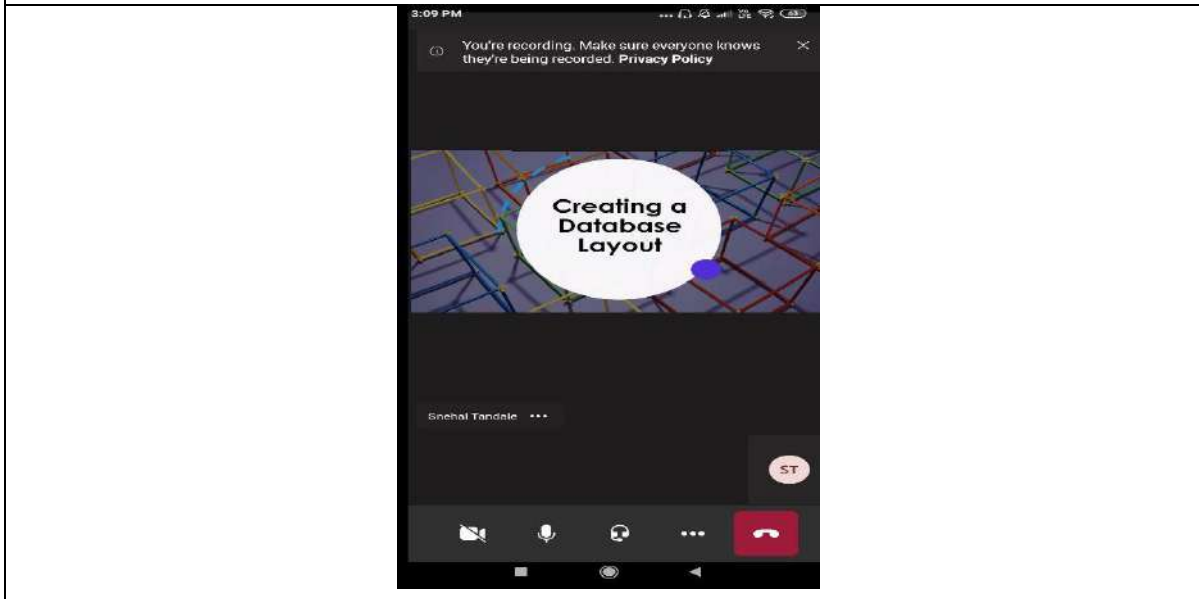 3:09 PM
You're recording. Make sure everyone knows
they're being recorded. Privacy Policy
Creating a
Database
Layout
Snehal Tandale
ST